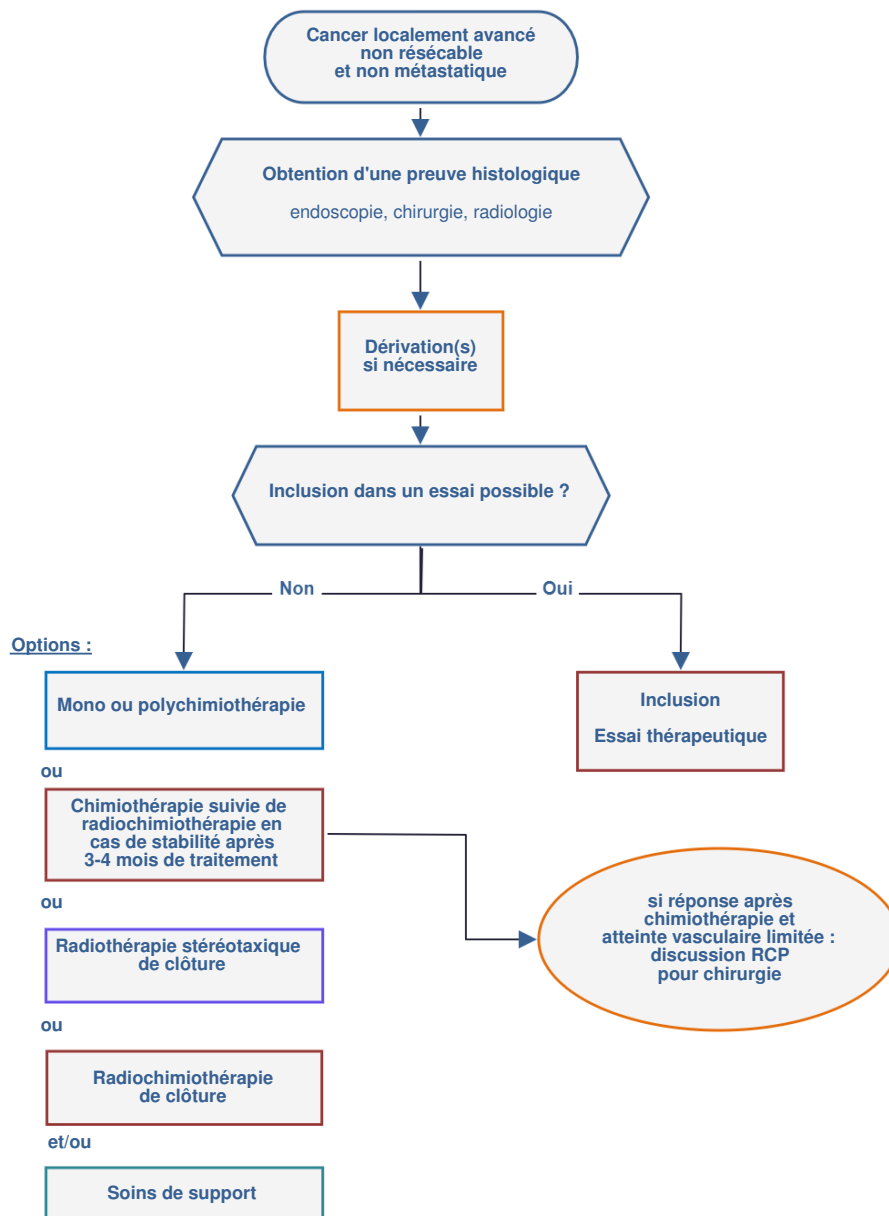 Cancer localement avancé
non résécable
et non métastatique
Obtention d'une preuve histologique
endoscopie, chirurgie, radiologie
Dérivation(s)
si nécessaire
Inclusion dans un essai possible ?
Non
Oui
Options :
Mono ou polychimiothérapie
Inclusion
Essai thérapeutique
ou
Chimiothérapie suivie de
radiochimiothérapie en
cas de stabilité après
3-4 mois de traitement
si réponse après
chimiothérapie et
atteinte vasculaire limitée :
discussion RCP
pour chirurgie
ou
Radiothérapie stéréotaxique
de clôture
ou
Radiochimiothérapie
de clôture
et/ou
Soins de support